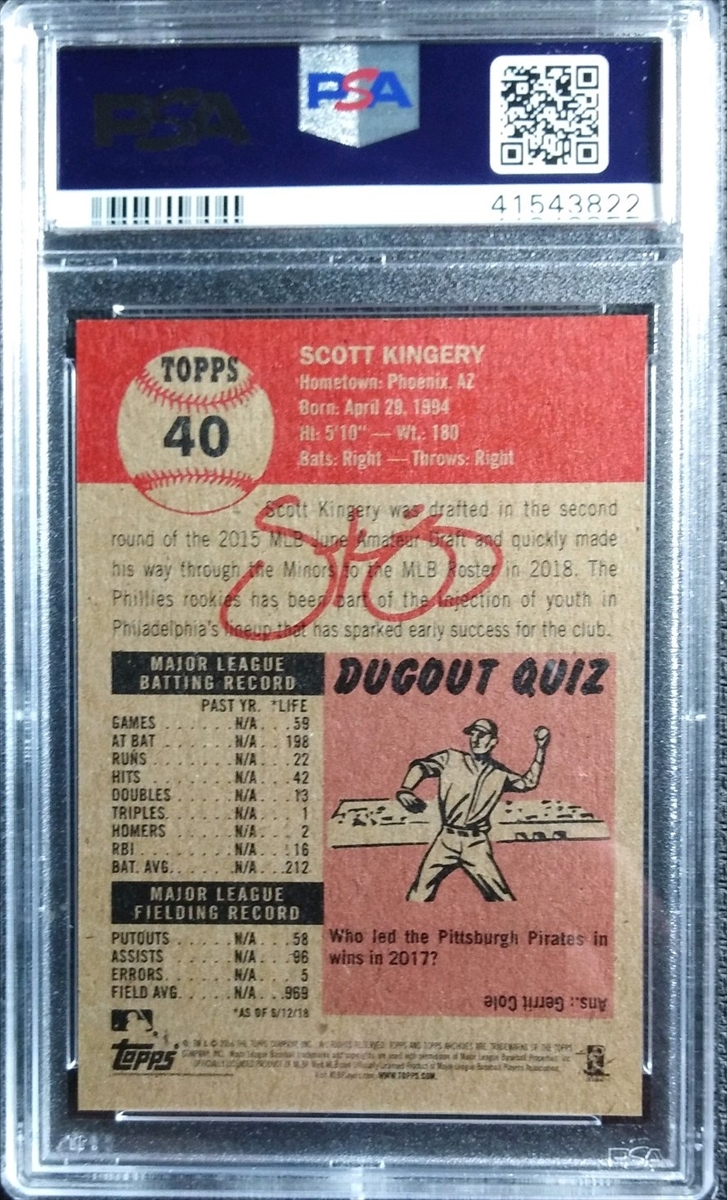 PSA
PSA
41543822
TOPPS
40
SCOTT KINGERY
Hometown: Phoenix, AZ
Born: April 29, 1994
Ht: 5'10" — Wt.: 180
Bats: Right — Throws: Right
Scott Kingery was drafted in the second
round of the 2015 MLB June Amateur Draft and quickly made
his way through the Minors to the MLB Roster in 2018. The
Phillies rookies has been part of the injection of youth in
Philadelphia's lineup that has sparked early success for the club.
MAJOR LEAGUE
BATTING RECORD
PAST YR. *LIFE
GAMES ...... N/A ... 59
AT BAT ...... N/A .. 198
RUNS ...... N/A ... 22
HITS ...... N/A ... 42
DOUBLES ..... N/A ... 13
TRIPLES ...... N/A .... 1
HOMERS ..... N/A .... 2
RBI ...... N/A ... 16
BAT. AVG. ..... N/A ...212
MAJOR LEAGUE
FIELDING RECORD
PUTOUTS ..... N/A ... 58
ASSISTS ..... N/A ... 96
ERRORS ..... N/A .... 5
FIELD AVG. .... N/A ...969
*AS OF 6/12/18
DUGOUT QUIZ
Who led the Pittsburgh Pirates in
wins in 2017?
Ans.: Gerrit Cole
Topps
WWW.TOPPS.COM
PSA